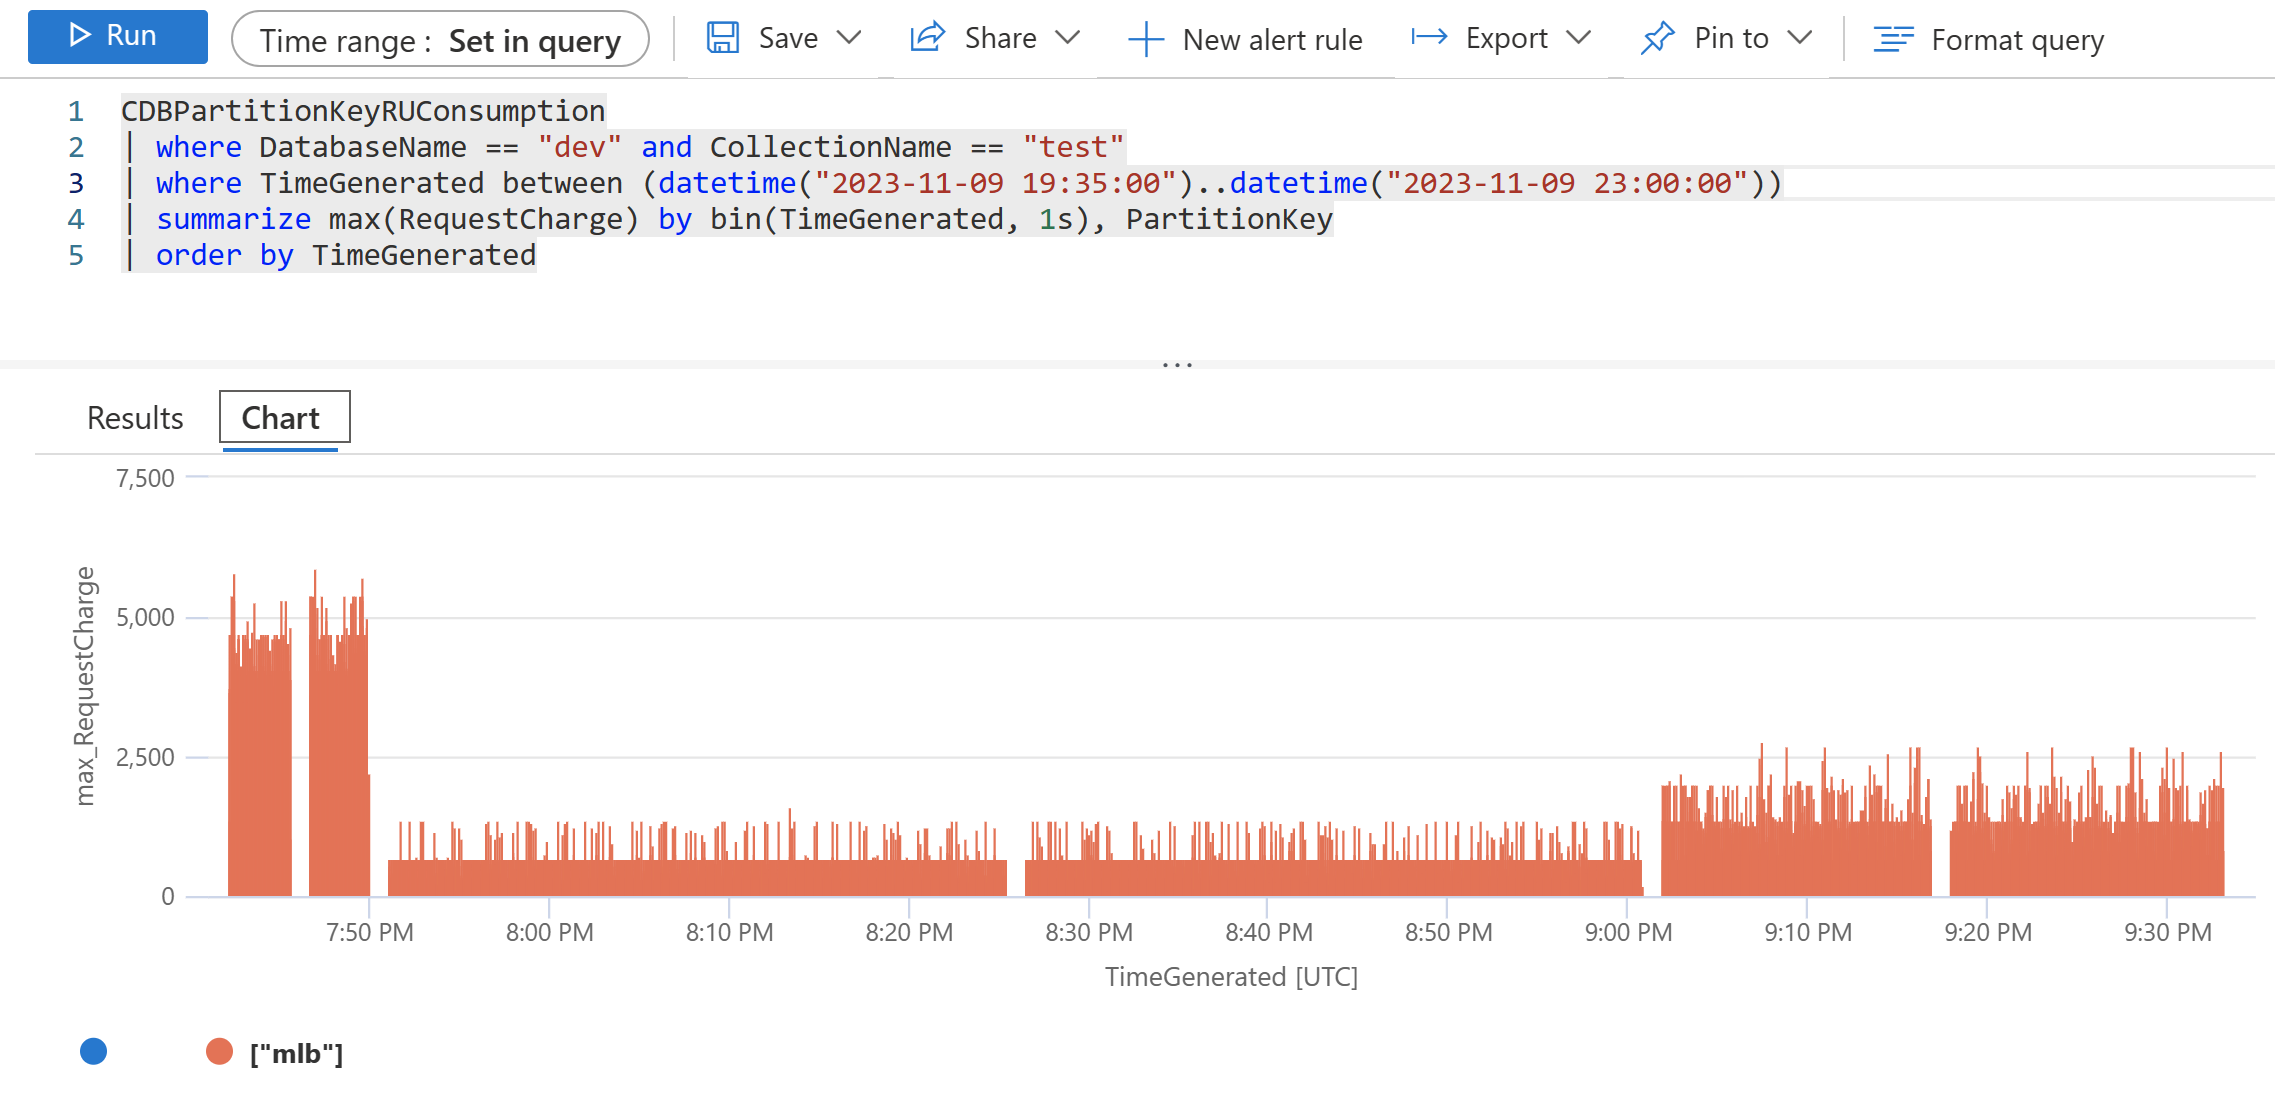 Run
Time range : Set in query
Save
Share
New alert rule
Export
Pin to
Format query
1 CDBPartitionKeyRUConsumption
2 | where DatabaseName == "dev" and CollectionName == "test"
3 | where TimeGenerated between (datetime("2023-11-09 19:35:00")..datetime("2023-11-09 23:00:00"))
4 | summarize max(RequestCharge) by bin(TimeGenerated, 1s), PartitionKey
5 | order by TimeGenerated
...
Results
Chart
7,500
5,000
2,500
0
max_RequestCharge
7:50 PM
8:00 PM
8:10 PM
8:20 PM
8:30 PM
8:40 PM
8:50 PM
9:00 PM
9:10 PM
9:20 PM
9:30 PM
TimeGenerated [UTC]
["mlb"]